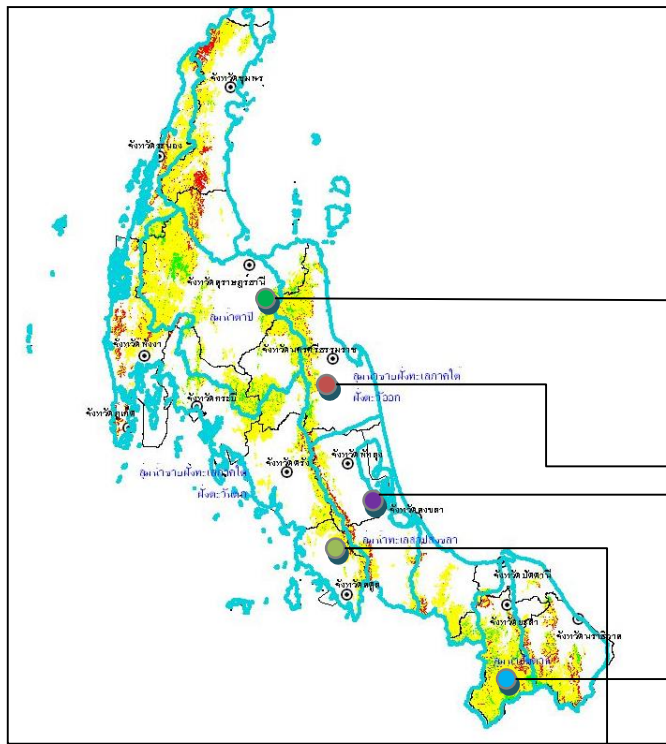 จังหวัดชุมพร
จังหวัดระนอง
จังหวัดสุราษฎร์ธานี
ลุ่มน้ำตาปี
จังหวัดพังงา
จังหวัดนครศรีธรรมราช
ลุ่มน้ำชายฝั่งทะเลภาคใต้
ฝั่งตะวันออก
จังหวัดกระบี่
จังหวัดภูเก็ต
จังหวัดพัทลุง
จังหวัดตรัง
ลุ่มน้ำชายฝั่งทะเลภาคใต้
ฝั่งตะวันตก
จังหวัดสงขลา
ลุ่มน้ำทะเลสาปสงขลา
จังหวัดสตูล
จังหวัดปัตตานี
จังหวัดยะลา
จังหวัดนราธิวาส